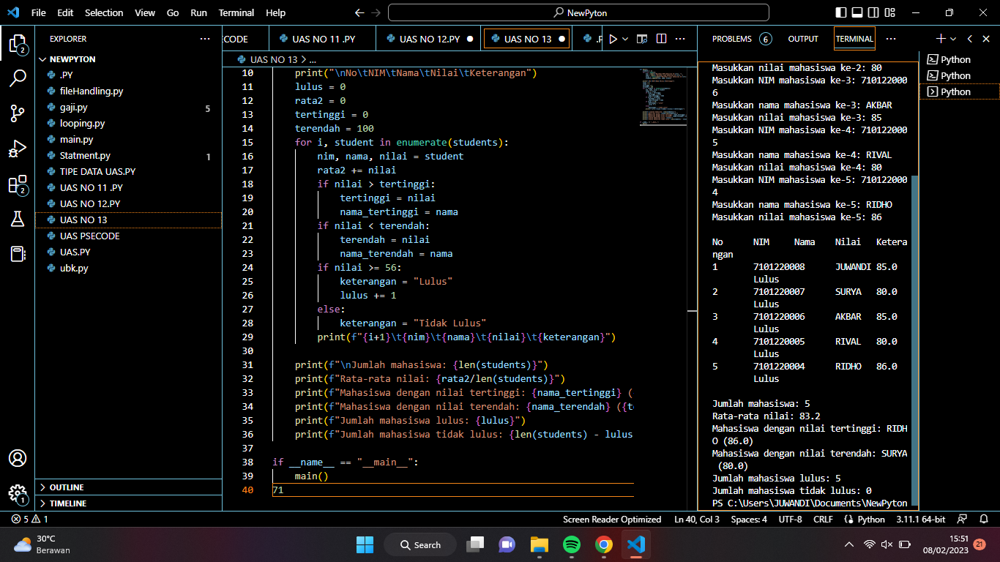 File Edit Selection View Go Run Terminal Help
NewPyton
EXPLORER
NEWPYTON
.PY
fileHandling.py
gaji.py 5
looping.py
main.py
Statment.py 1
TIPE DATA UAS.PY
UAS NO 11 .PY
UAS NO 12.PY
UAS NO 13
UAS PSECODE
UAS.PY
ubk.py
OUTLINE
TIMELINE
2
2
1
ECODE UAS NO 11 .PY UAS NO 12.PY UAS NO 13 .F
UAS NO 13 > ...
10 print("\nNo\tNIM\tNama\tNilai\tKeterangan")
11 lulus = 0
12 rata2 = 0
13 tertinggi = 0
14 terendah = 100
15 for i, student in enumerate(students):
16 nim, nama, nilai = student
17 rata2 += nilai
18 if nilai > tertinggi:
19 tertinggi = nilai
20 nama_tertinggi = nama
21 if nilai < terendah:
22 terendah = nilai
23 nama_terendah = nama
24 if nilai >= 56:
25 keterangan = "Lulus"
26 lulus += 1
27 else:
28 keterangan = "Tidak Lulus"
29 print(f"{i+1}\t{nim}\t{nama}\t{nilai}\t{keterangan}")
30
31 print(f"\nJumlah mahasiswa: {len(students)}")
32 print(f"Rata-rata nilai: {rata2/len(students)}")
33 print(f"Mahasiswa dengan nilai tertinggi: {nama_tertinggi} (
34 print(f"Mahasiswa dengan nilai terendah: {nama_terendah} ({te
35 print(f"Jumlah mahasiswa lulus: {lulus}")
36 print(f"Jumlah mahasiswa tidak lulus: {len(students) - lulus
37
38 if __name__ == "__main__":
39 main()
40 71
PROBLEMS 6 OUTPUT TERMINAL
Masukkan nilai mahasiswa ke-2: 80
Masukkan NIM mahasiswa ke-3: 710122000
6
Masukkan nama mahasiswa ke-3: AKBAR
Masukkan nilai mahasiswa ke-3: 85
Masukkan NIM mahasiswa ke-4: 710122000
5
Masukkan nama mahasiswa ke-4: RIVAL
Masukkan nilai mahasiswa ke-4: 80
Masukkan NIM mahasiswa ke-5: 710122000
4
Masukkan nama mahasiswa ke-5: RIDHO
Masukkan nilai mahasiswa ke-5: 86
No NIM Nama Nilai Ketera
ngan
1 7101220008 JUWANDI 85.0
Lulus
2 7101220007 SURYA 80.0
Lulus
3 7101220006 AKBAR 85.0
Lulus
4 7101220005 RIVAL 80.0
Lulus
5 7101220004 RIDHO 86.0
Lulus
Jumlah mahasiswa: 5
Rata-rata nilai: 83.2
Mahasiswa dengan nilai tertinggi: RIDH
O (86.0)
Mahasiswa dengan nilai terendah: SURYA
(80.0)
Jumlah mahasiswa lulus: 5
Jumlah mahasiswa tidak lulus: 0
PS C:\Users\JUWANDI\Documents\NewPyton
Python
Python
Python
5 1 Screen Reader Optimized Ln 40, Col 3 Spaces: 4 UTF-8 CRLF Python 3.11.1 64-bit
30°C
Berawan
Search
15:51
08/02/2023
21